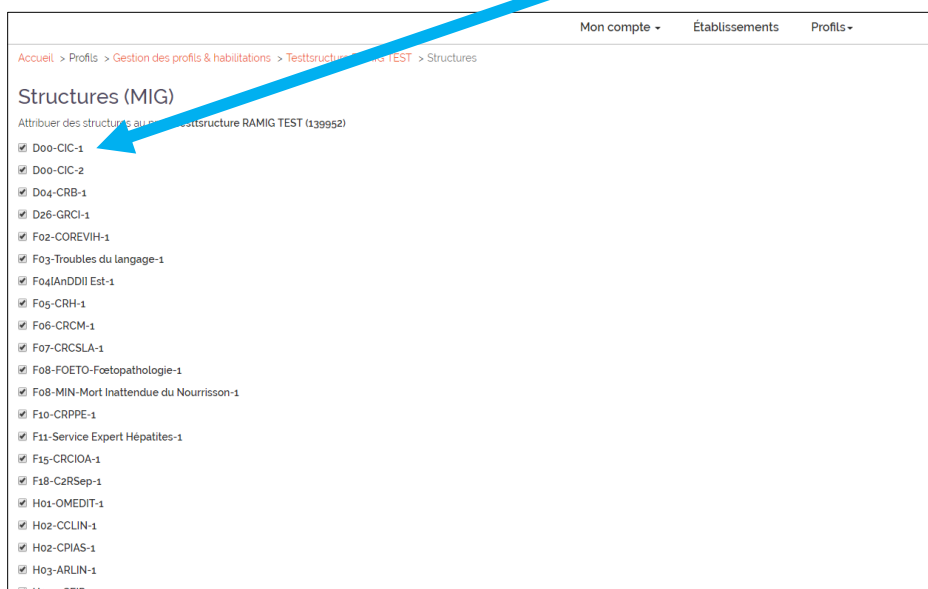 Mon compte Établissements Profils
Accueil > Profils > Gestion des profils & habilitations > Testtsructure TEST > Structures
Structures (MIG)
Attribuer des structures au Testtsructure RAMIG TEST (139952)
D00-CIC-1
D00-CIC-2
D04-CRB-1
D26-GRCI-1
F02-COREVIH-1
F03-Troubles du langage-1
F04[AnDDI] Est-1
F05-CRH-1
F06-CRCM-1
F07-CRCSLA-1
F08-FOETO-Fœtopathologie-1
F08-MIN-Mort Inattendue du Nourrisson-1
F10-CRPPE-1
F11-Service Expert Hépatites-1
F15-CRCIOA-1
F18-C2RSep-1
H01-OMEDIT-1
H02-CCLIN-1
H02-CPIAS-1
H03-ARLIN-1